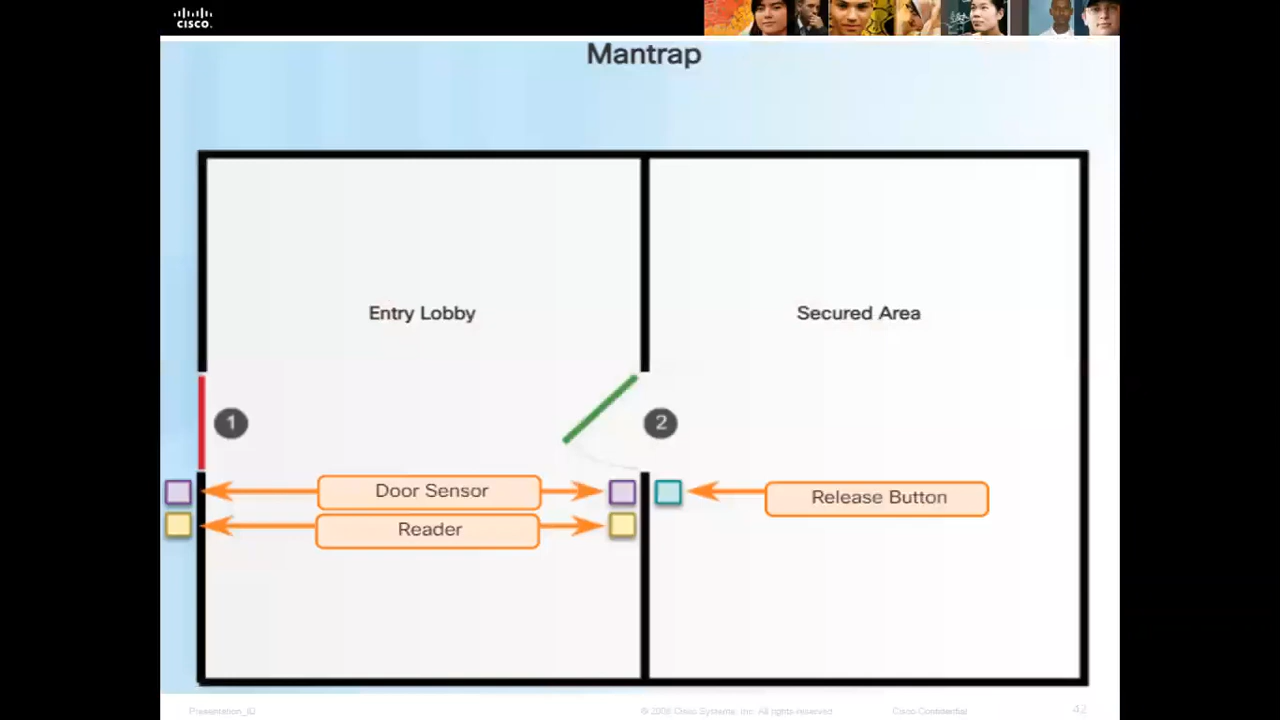 CISCO.
Mantrap
Entry Lobby
Secured Area
1
2
Door Sensor
Release Button
Reader
Presentation_ID
© 2008 Cisco Systems, Inc. All rights reserved.
Cisco Confidential
42